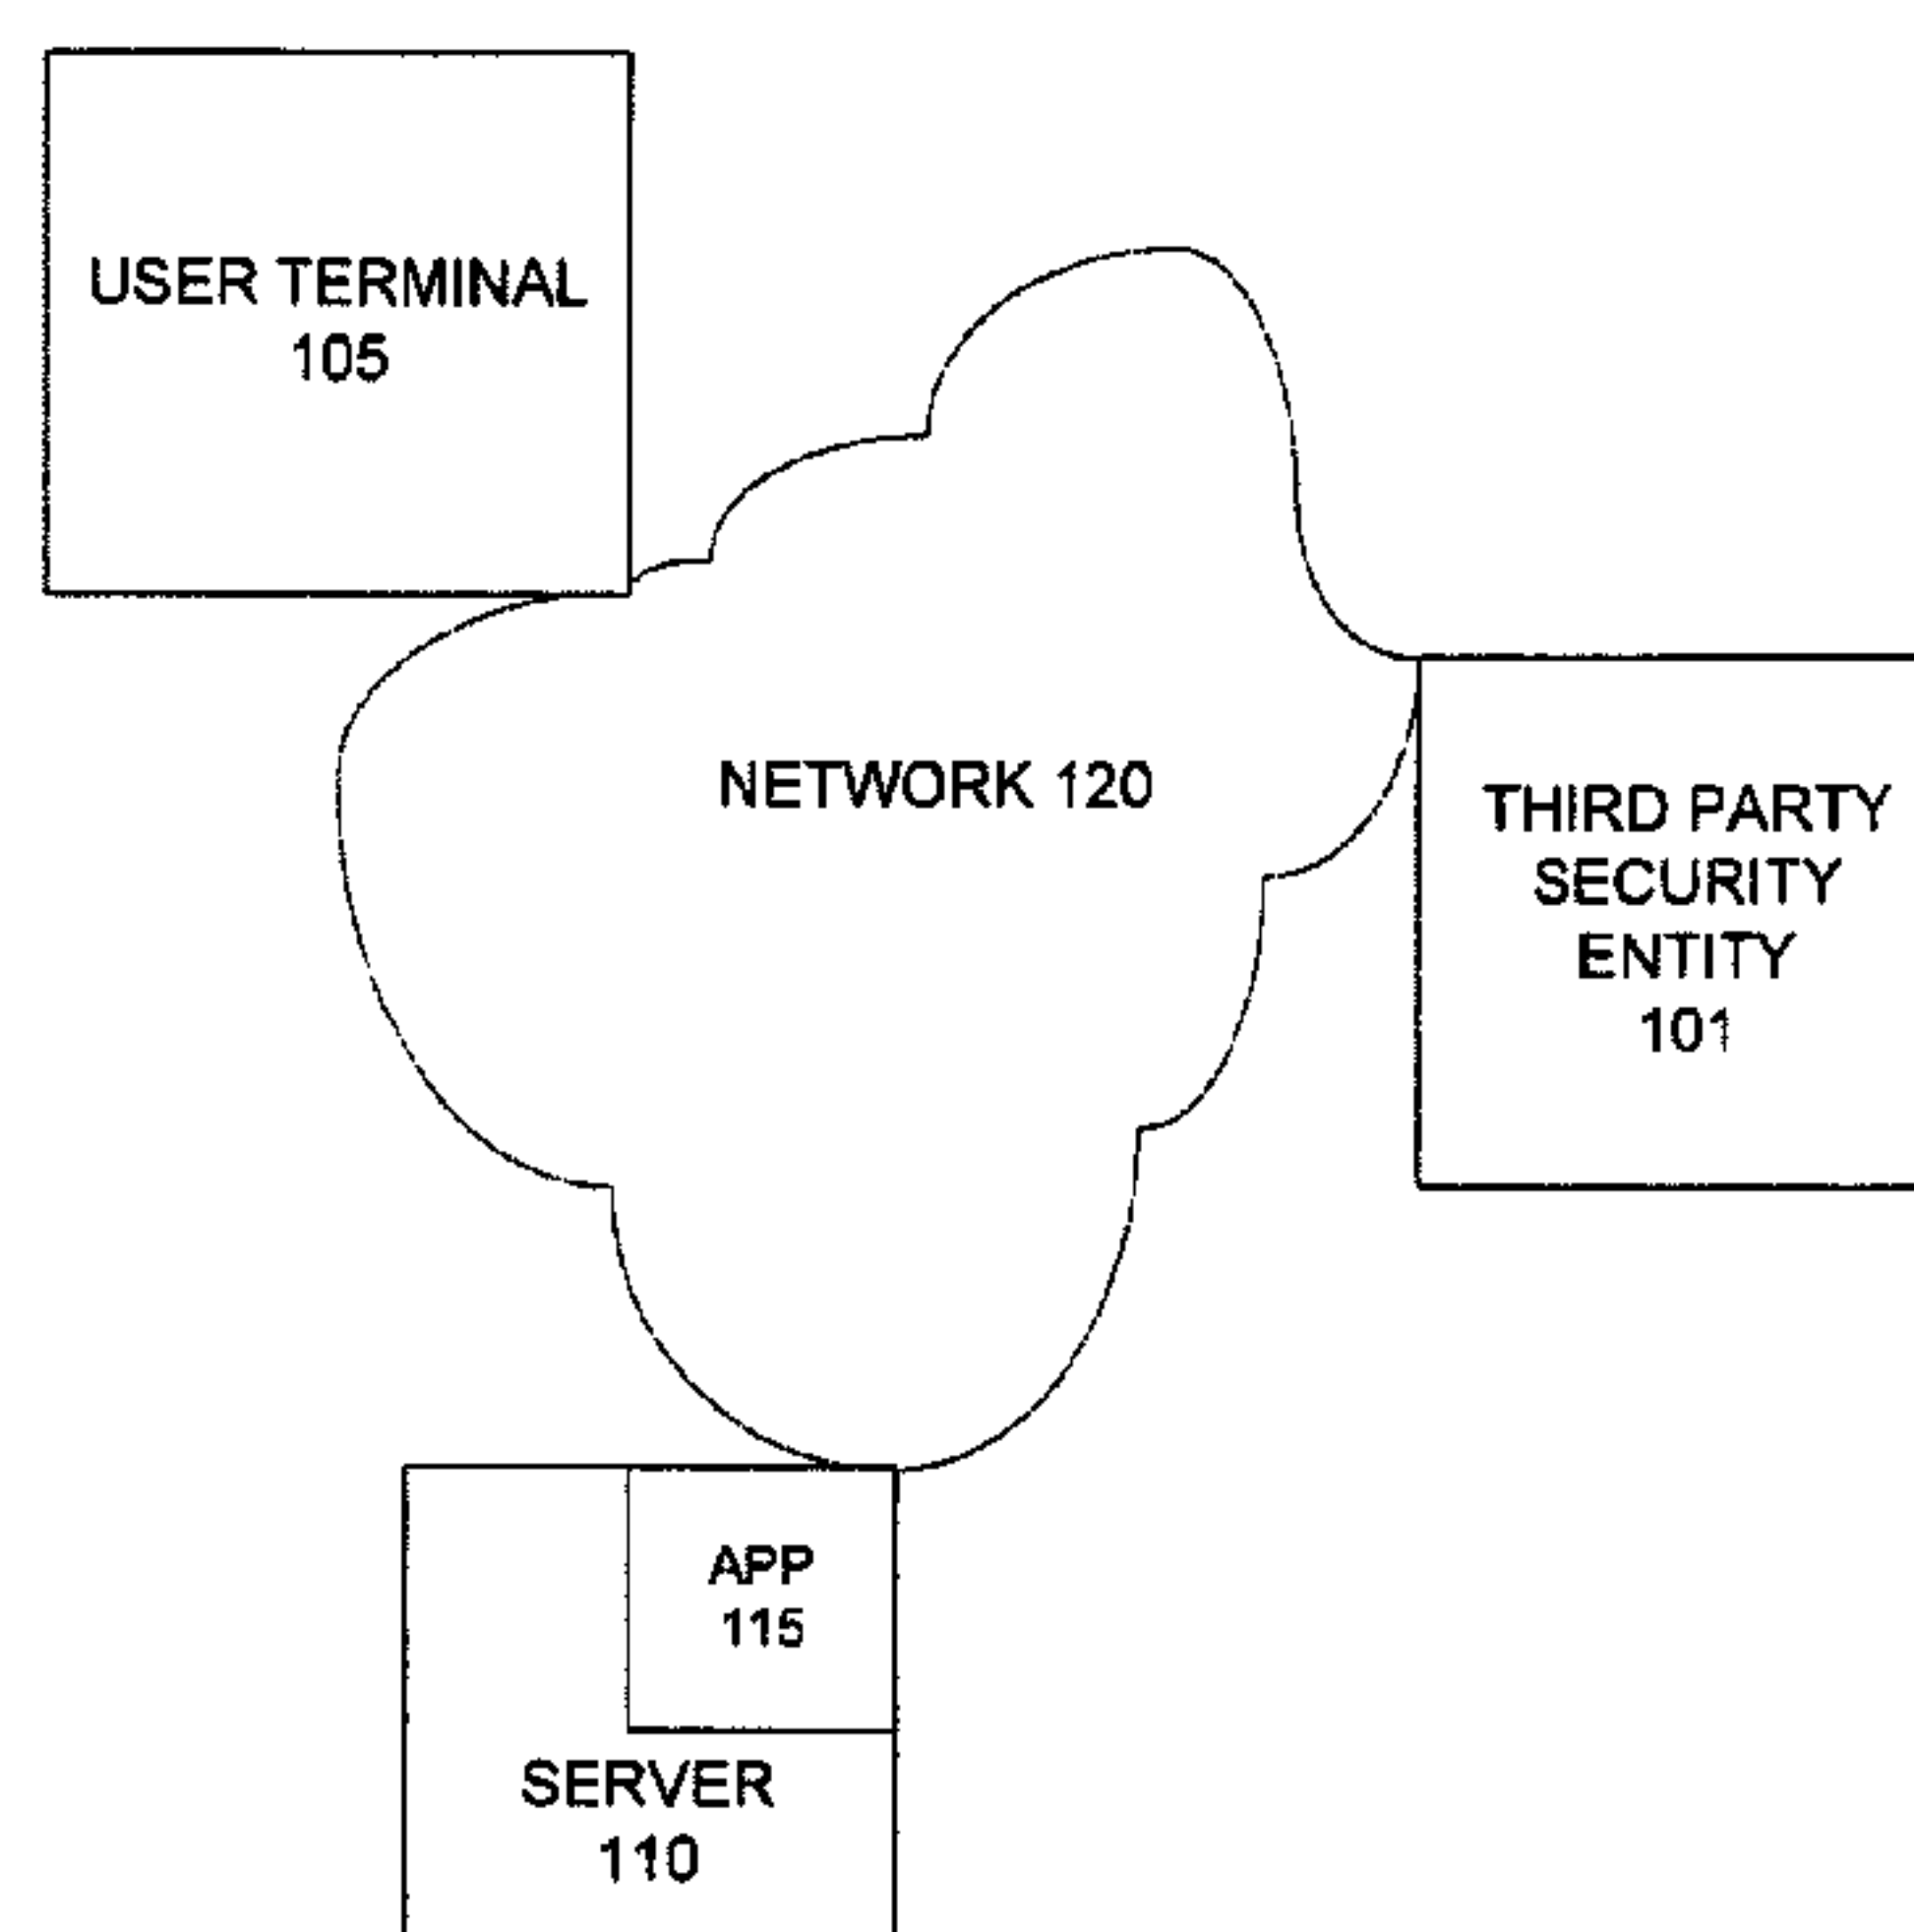 USER TERMINAL
105
NETWORK 120
THIRD PARTY
SECURITY
ENTITY
101
APP
115
SERVER
110